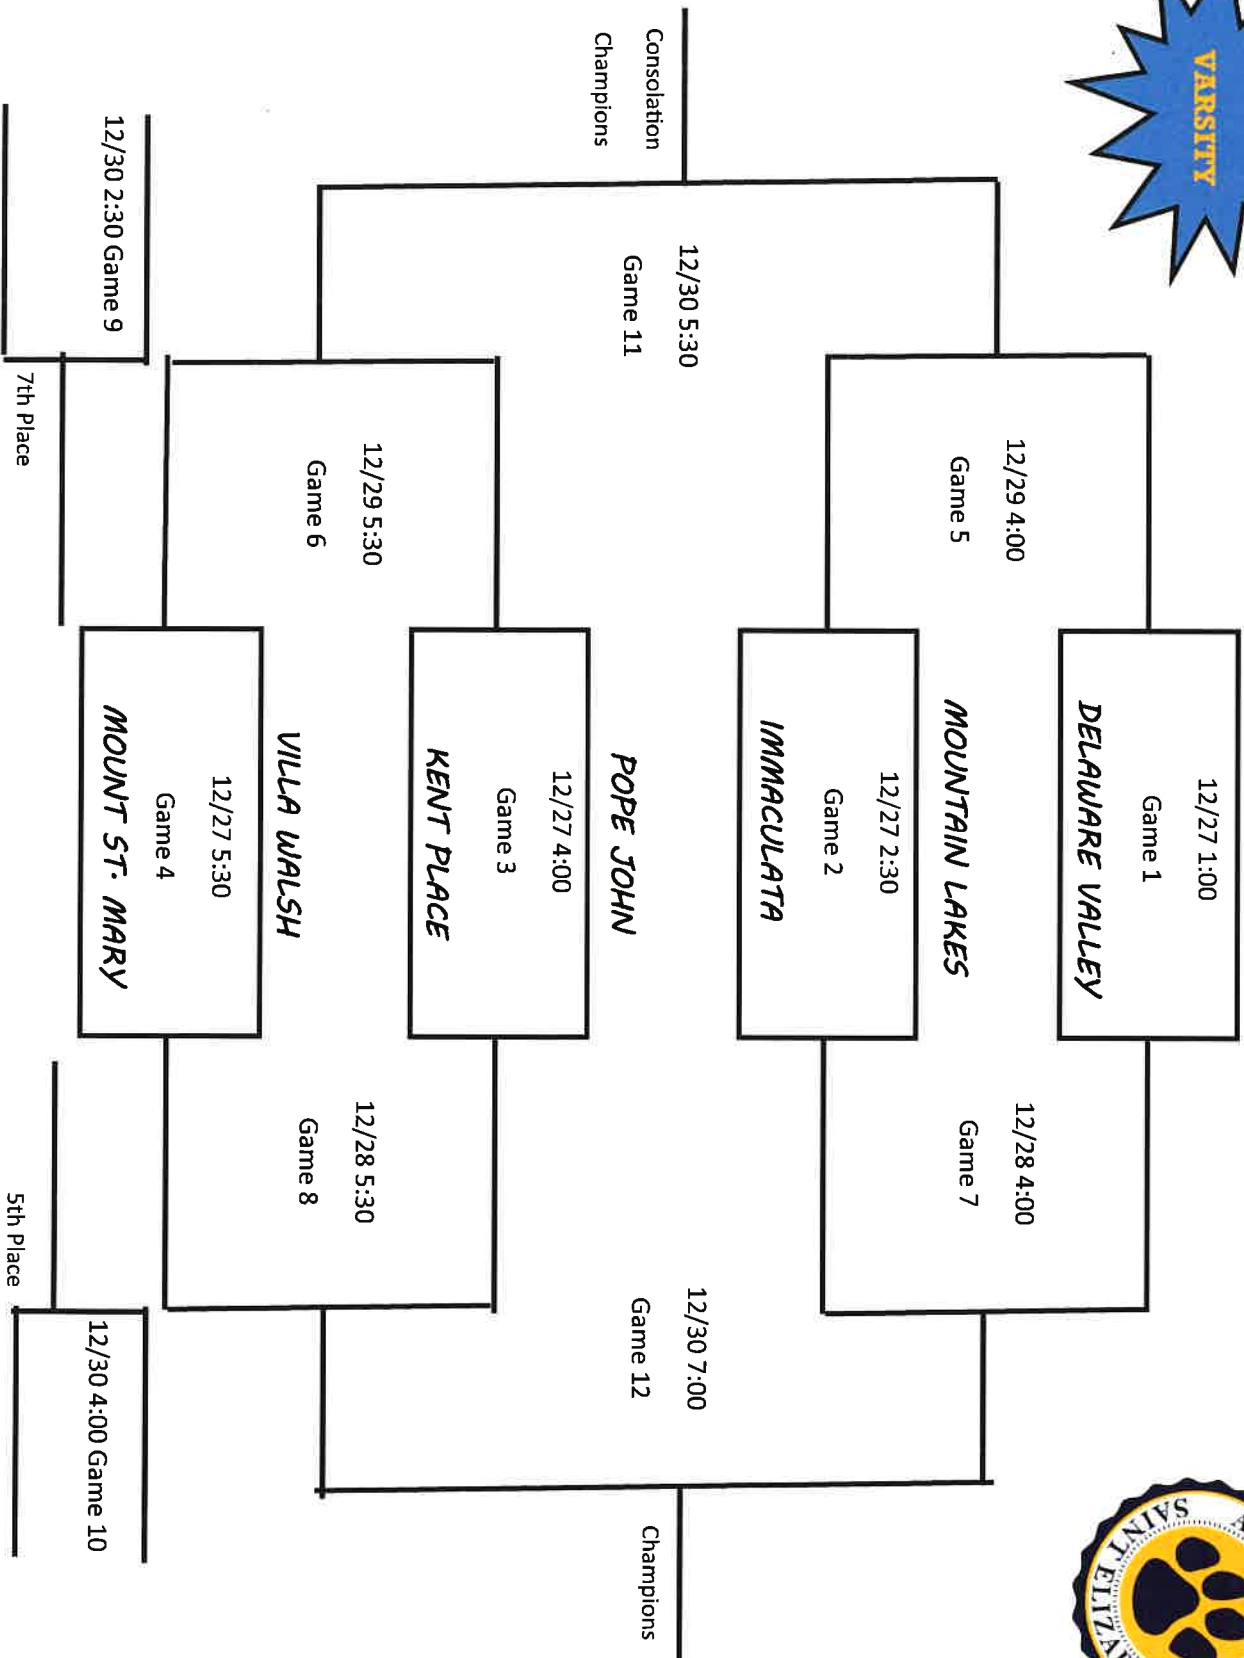 VARSITY
12/27 1:00
Game 1
DELAWARE VALLEY
12/29 4:00
Game 5
12/28 4:00
Game 7
MOUNTAIN LAKES
12/27 2:30
Game 2
IMMACULATA
Consolation
Champions
12/30 5:30
Game 11
12/30 7:00
Game 12
Champions
POPE JOHN
12/27 4:00
Game 3
KENT PLACE
12/29 5:30
Game 6
12/28 5:30
Game 8
VILLA WALSH
12/27 5:30
Game 4
MOUNT ST. MARY
12/30 2:30 Game 9
7th Place
5th Place
12/30 4:00 Game 10
SAINT